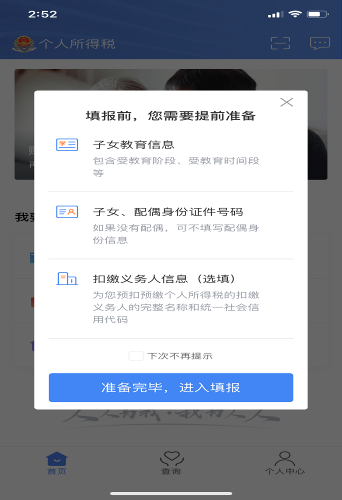 2:52
个人所得税
填报前，您需要提前准备
子女教育信息
包含受教育阶段、受教育时间段
等
子女、配偶身份证件号码
如果没有配偶，可不填写配偶身
份信息
扣缴义务人信息（选填）
为您预扣预缴个人所得税的扣缴
义务人的完整名称和统一社会信
用代码
下次不再提示
准备完毕，进入填报
首页
查询
个人中心